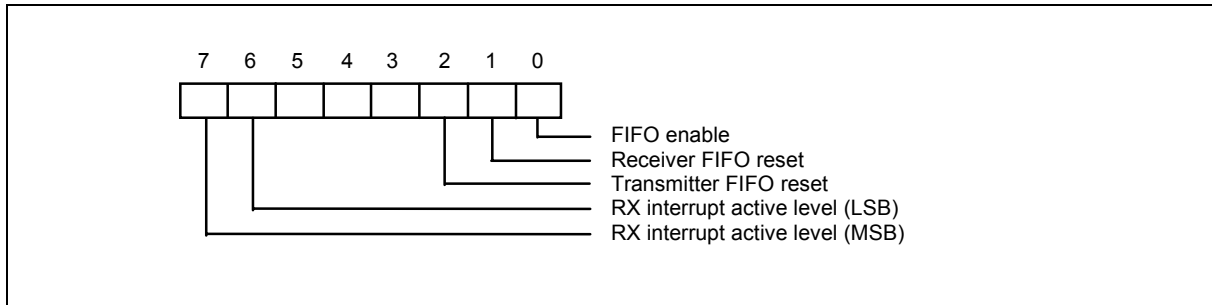 7 6 5 4 3 2 1 0
FIFO enable
Receiver FIFO reset
Transmitter FIFO reset
RX interrupt active level (LSB)
RX interrupt active level (MSB)